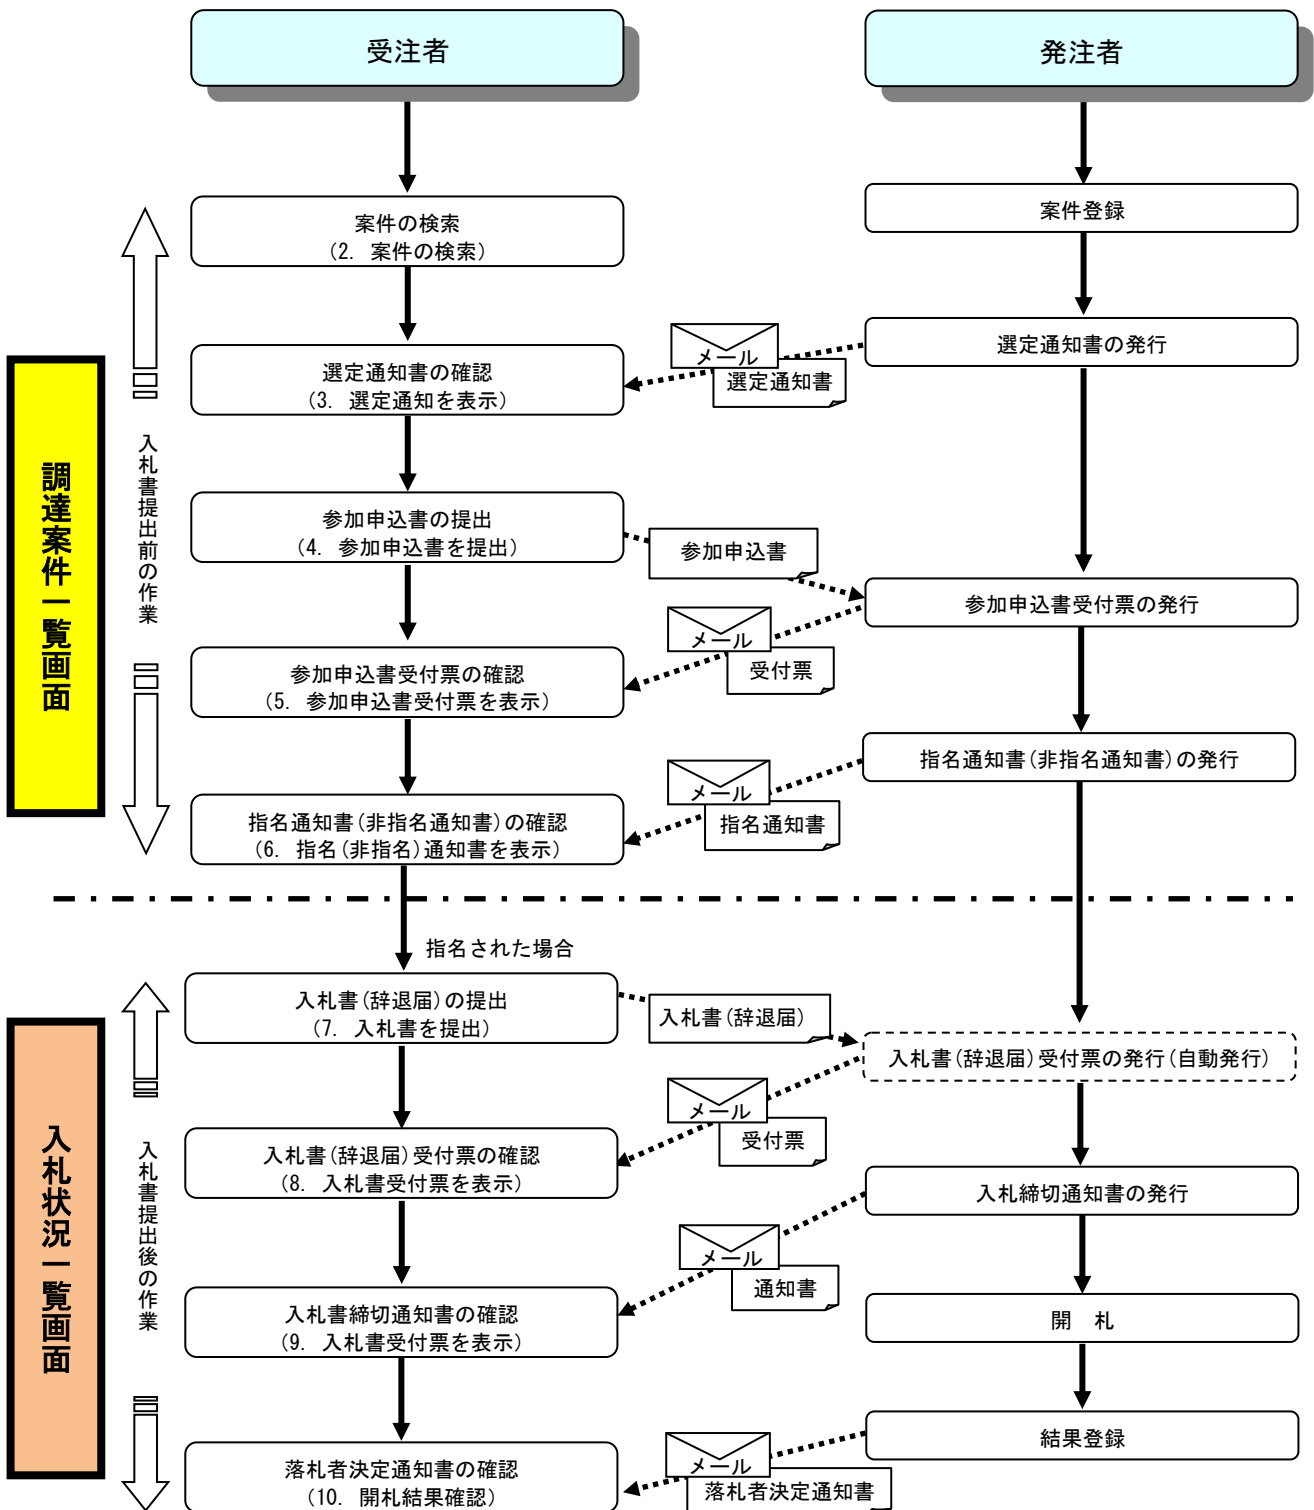 受注者
発注者
案件の検索
(2. 案件の検索)
案件登録
選定通知書の発行
メール
選定通知書
選定通知書の確認
(3. 選定通知を表示)
調達案件一覧画面
入札書提出前の作業
参加申込書の提出
(4. 参加申込書を提出)
参加申込書
参加申込書受付票の発行
メール
受付票
参加申込書受付票の確認
(5. 参加申込書受付票を表示)
指名通知書(非指名通知書)の発行
メール
指名通知書
指名通知書(非指名通知書)の確認
(6. 指名(非指名)通知書を表示)
指名された場合
入札書(辞退届)の提出
(7. 入札書を提出)
入札書(辞退届)
入札書(辞退届)受付票の発行(自動発行)
メール
受付票
入札書(辞退届)受付票の確認
(8. 入札書受付票を表示)
入札状況一覧画面
入札書提出後の作業
入札締切通知書の発行
メール
通知書
入札書締切通知書の確認
(9. 入札書受付票を表示)
開 札
結果登録
メール
落札者決定通知書
落札者決定通知書の確認
(10. 開札結果確認)